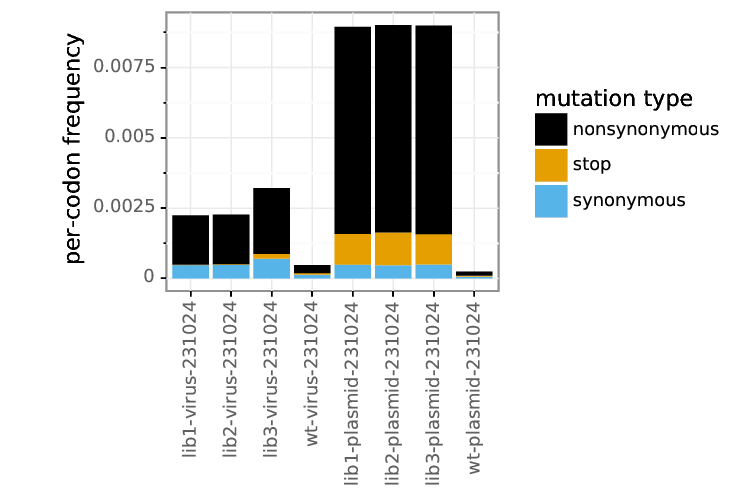 per-codon frequency
0.0075
0.005
0.0025
0
lib1-virus-231024
lib2-virus-231024
lib3-virus-231024
wt-virus-231024
lib1-plasmid-231024
lib2-plasmid-231024
lib3-plasmid-231024
wt-plasmid-231024
mutation type
nonsynonymous
stop
synonymous